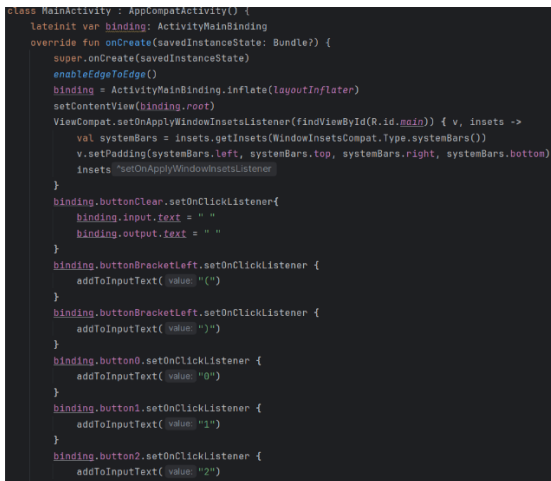 class MainActivity : AppCompatActivity() {
lateinit var binding: ActivityMainBinding
override fun onCreate(savedInstanceState: Bundle?) {
super.onCreate(savedInstanceState)
enableEdgeToEdge()
binding = ActivityMainBinding.inflate(layoutInflater)
setContentView(binding.root)
ViewCompat.setOnApplyWindowInsetsListener(findViewById(R.id.main)) { v, insets ->
val systemBars = insets.getInsets(WindowInsetsCompat.Type.systemBars())
v.setPadding(systemBars.left, systemBars.top, systemBars.right, systemBars.bottom)
insets ^setOnApplyWindowInsetsListener
}
binding.buttonClear.setOnClickListener{
binding.input.text = " "
binding.output.text = " "
}
binding.buttonBracketLeft.setOnClickListener {
addToInputText( value: "(")
}
binding.buttonBracketLeft.setOnClickListener {
addToInputText( value: ")")
}
binding.button0.setOnClickListener {
addToInputText( value: "0")
}
binding.button1.setOnClickListener {
addToInputText( value: "1")
}
binding.button2.setOnClickListener {
addToInputText( value: "2")